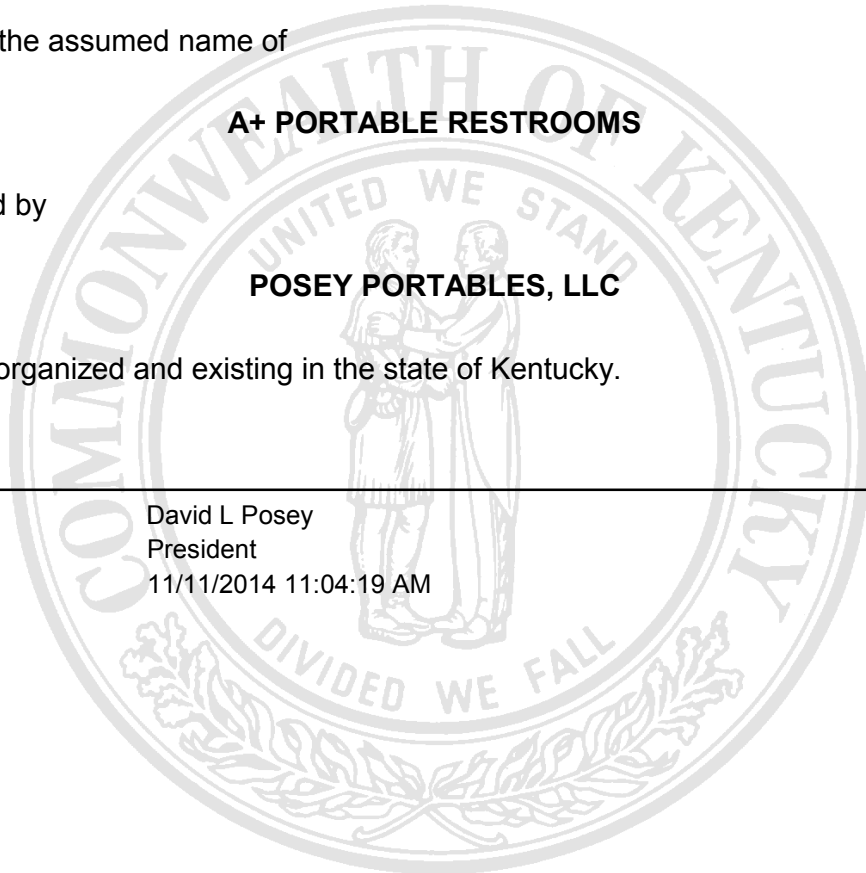 the assumed name of
A+ PORTABLE RESTROOMS
d by
POSEY PORTABLES, LLC
organized and existing in the state of Kentucky.
David L Posey
President
11/11/2014 11:04:19 AM
COMMONWEALTH OF KENTUCKY
UNITED WE STAND
DIVIDED WE FALL